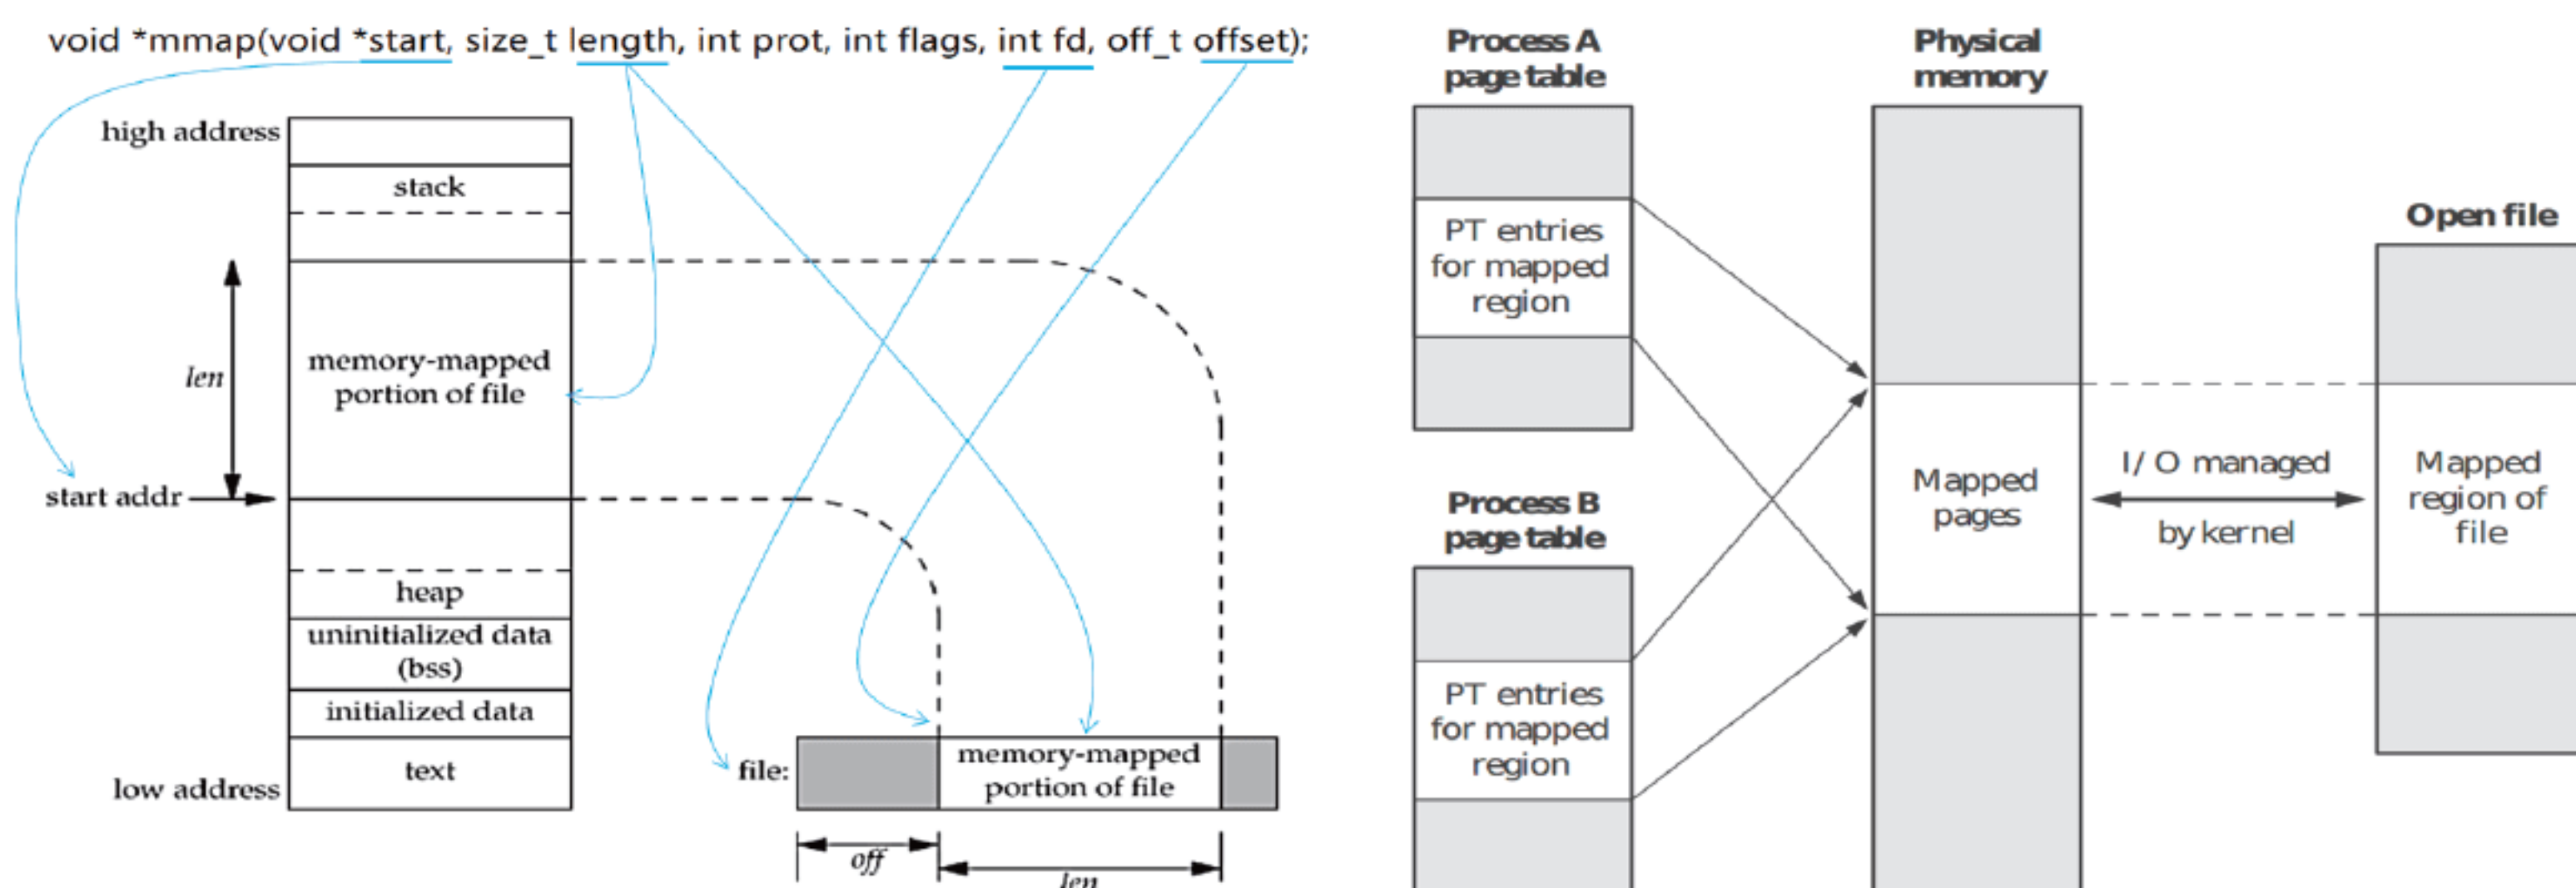 void *mmap(void *start, size_t length, int prot, int flags, int fd, off_t offset);
high address
stack
len
memory-mapped
portion of file
start addr
heap
uninitialized data
(bss)
initialized data
text
low address
file:
memory-mapped
portion of file
off
len
Process A
page table
PT entries
for mapped
region
Process B
page table
PT entries
for mapped
region
Physical
memory
Mapped
pages
I/O managed
by kernel
Open file
Mapped
region of
file